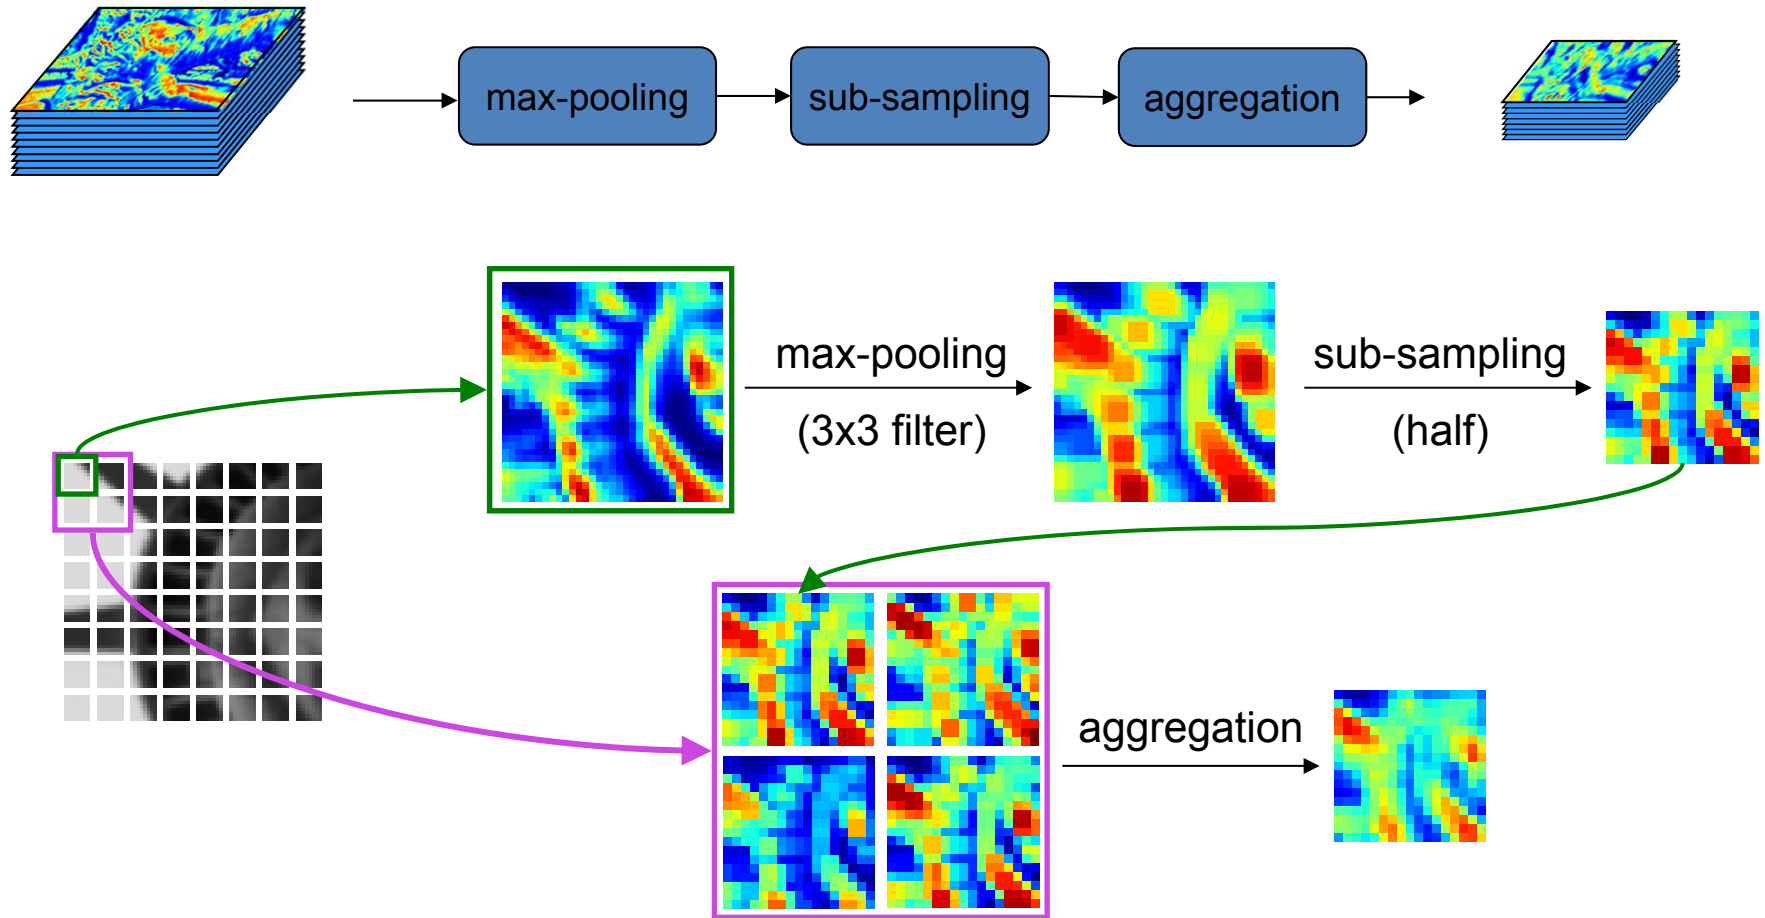 max-pooling
sub-sampling
aggregation
max-pooling
(3x3 filter)
sub-sampling
(half)
aggregation